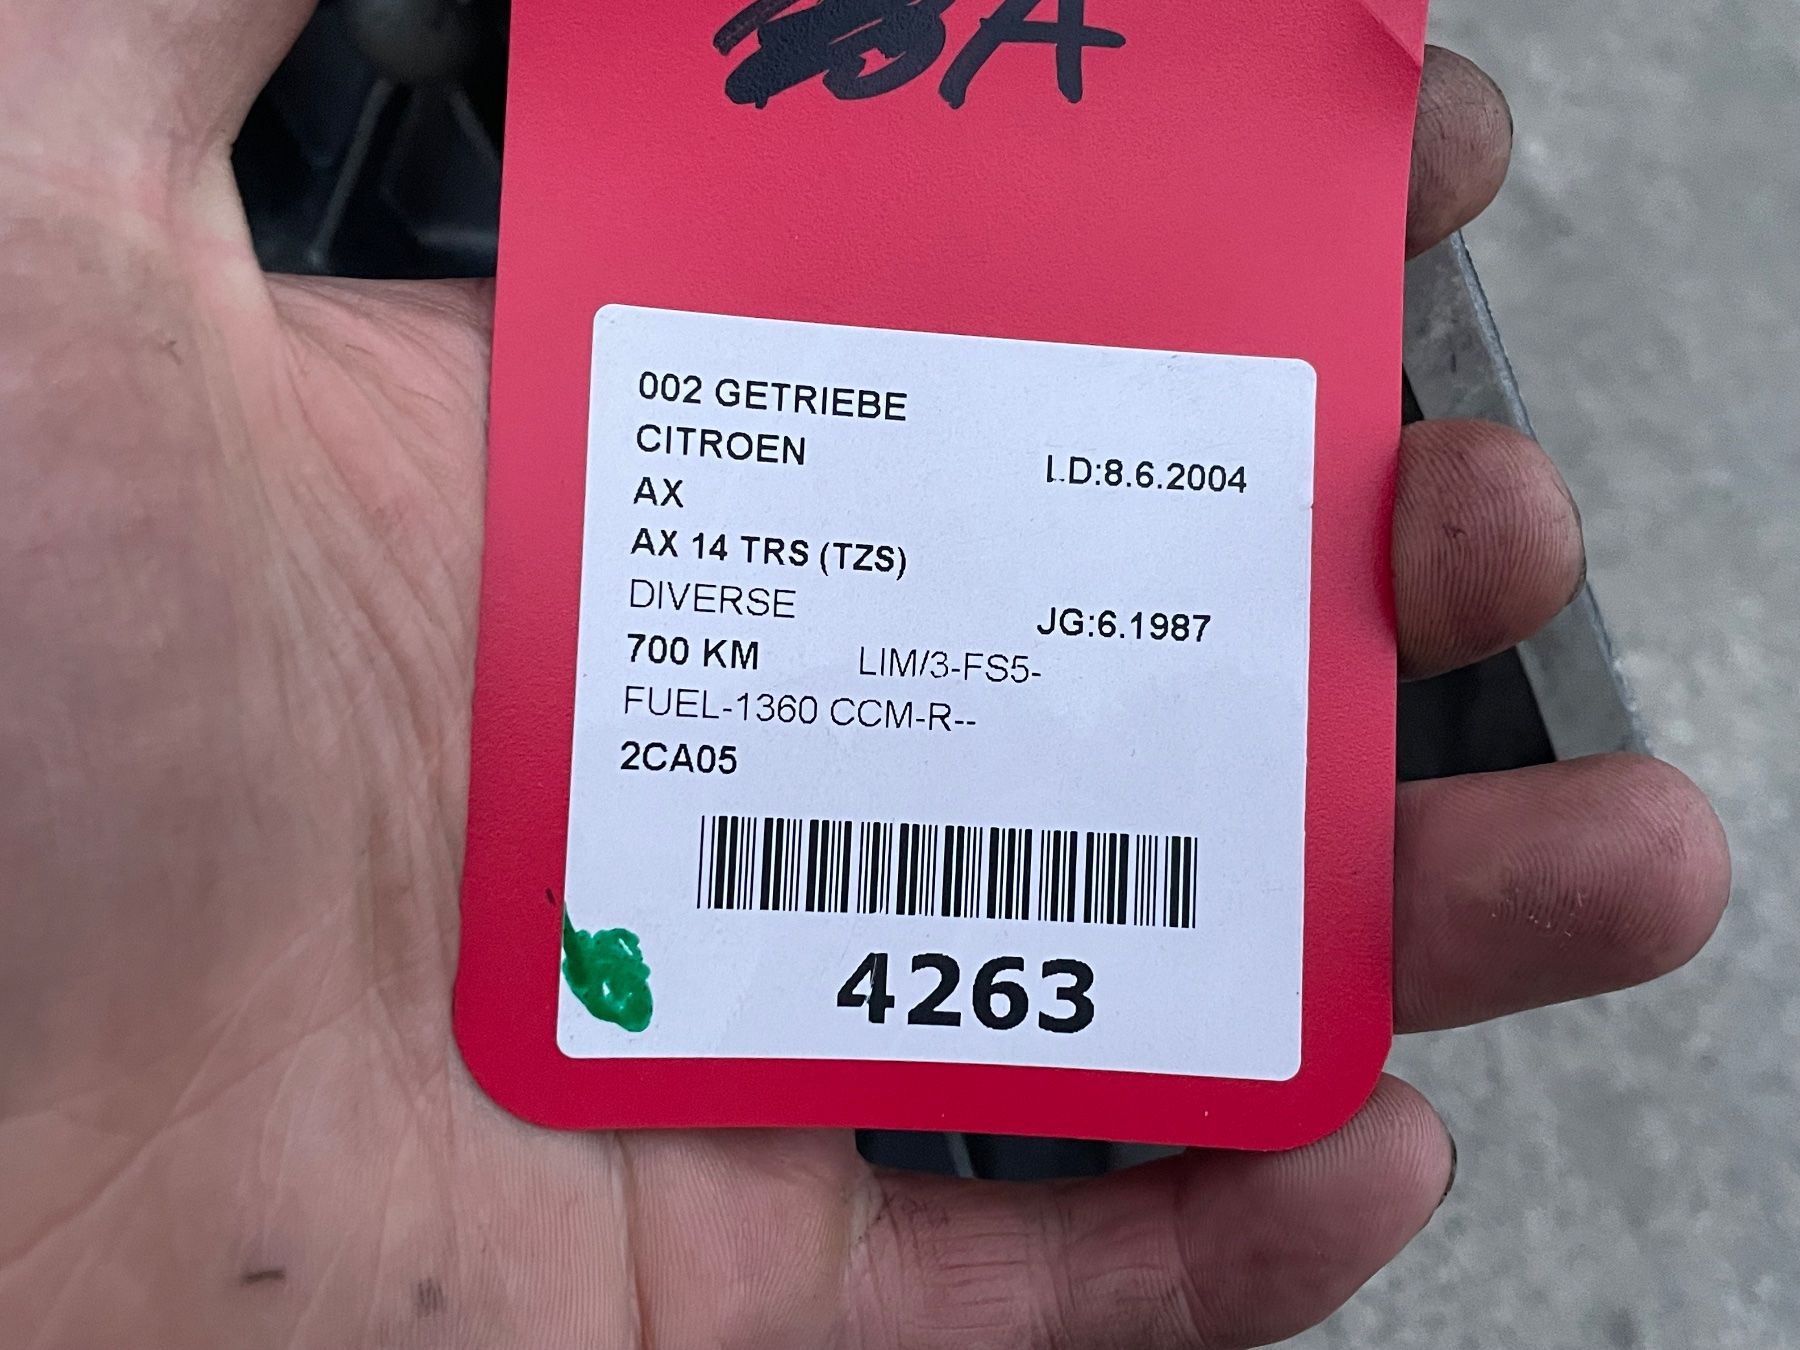 BA
002 GETRIEBE
CITROEN
I.D:8.6.2004
AX
AX 14 TRS (TZS)
DIVERSE
JG:6.1987
700 KM LIM/3-FS5-
FUEL-1360 CCM-R--
2CA05
4263